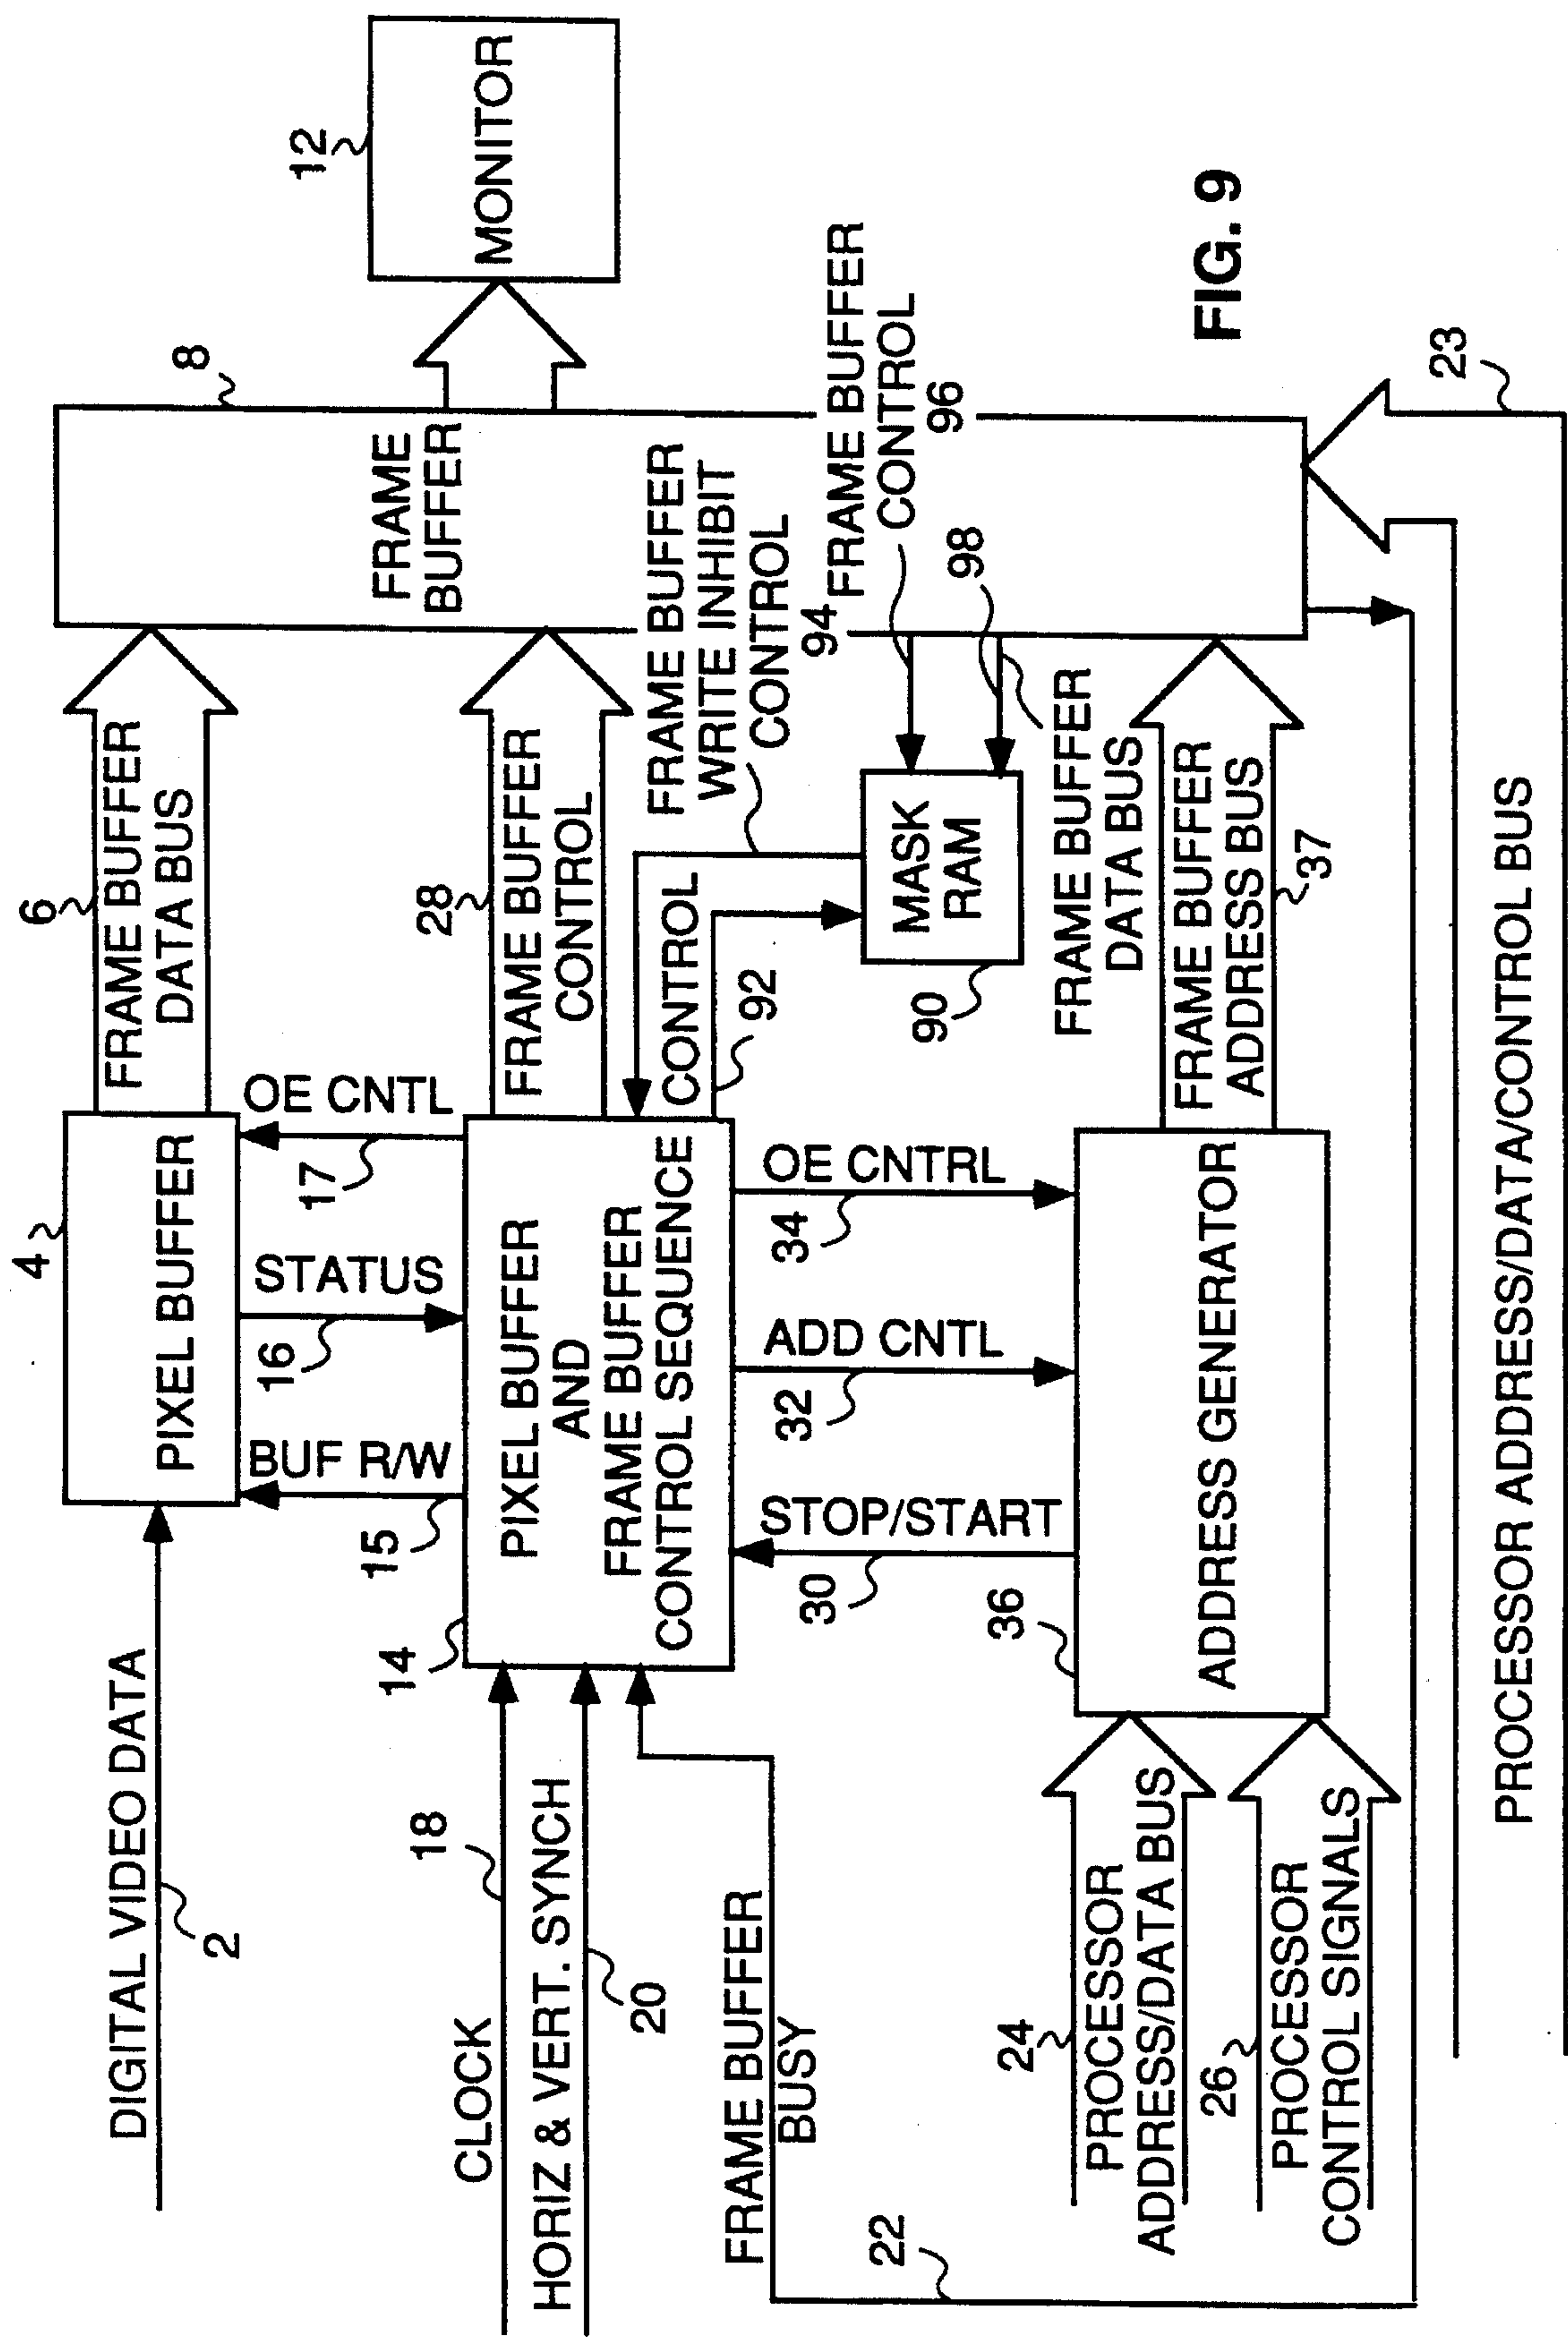 DIGITAL VIDEO DATA
2
4
PIXEL BUFFER
6
FRAME BUFFER
DATA BUS
8
FRAME
BUFFER
12
MONITOR
BUF R/W
15
STATUS
16
OE CNTL
17
CLOCK
18
HORIZ & VERT. SYNCH
20
FRAME BUFFER
BUSY
22
14
PIXEL BUFFER
AND
FRAME BUFFER
CONTROL SEQUENCE
28
FRAME BUFFER
CONTROL
CONTROL
92
FRAME BUFFER
WRITE INHIBIT
CONTROL
94
FRAME BUFFER
CONTROL
96
98
MASK
RAM
90
FRAME BUFFER
DATA BUS
STOP/START
30
ADD CNTL
32
OE CNTRL
34
36
ADDRESS GENERATOR
FRAME BUFFER
ADDRESS BUS
37
24
PROCESSOR
ADDRESS/DATA BUS
26
PROCESSOR
CONTROL SIGNALS
PROCESSOR ADDRESS/DATA/CONTROL BUS
23
FIG. 9